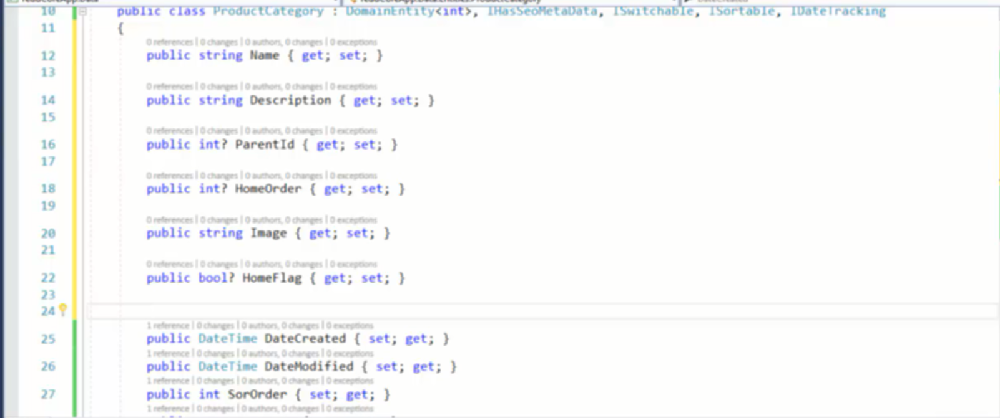 10 public class ProductCategory : DomainEntity<int>, IHasSeoMetaData, ISwitchable, ISortable, IDateTracking
11 {
0 references | 0 changes | 0 authors, 0 changes | 0 exceptions
12 public string Name { get; set; }
13
0 references | 0 changes | 0 authors, 0 changes | 0 exceptions
14 public string Description { get; set; }
15
0 references | 0 changes | 0 authors, 0 changes | 0 exceptions
16 public int? ParentId { get; set; }
17
0 references | 0 changes | 0 authors, 0 changes | 0 exceptions
18 public int? HomeOrder { get; set; }
19
0 references | 0 changes | 0 authors, 0 changes | 0 exceptions
20 public string Image { get; set; }
21
0 references | 0 changes | 0 authors, 0 changes | 0 exceptions
22 public bool? HomeFlag { get; set; }
23
24
1 reference | 0 changes | 0 authors, 0 changes | 0 exceptions
25 public DateTime DateCreated { set; get; }
1 reference | 0 changes | 0 authors, 0 changes | 0 exceptions
26 public DateTime DateModified { set; get; }
1 reference | 0 changes | 0 authors, 0 changes | 0 exceptions
27 public int SorOrder { set; get; }
1 reference | 0 changes | 0 authors, 0 changes | 0 exceptions